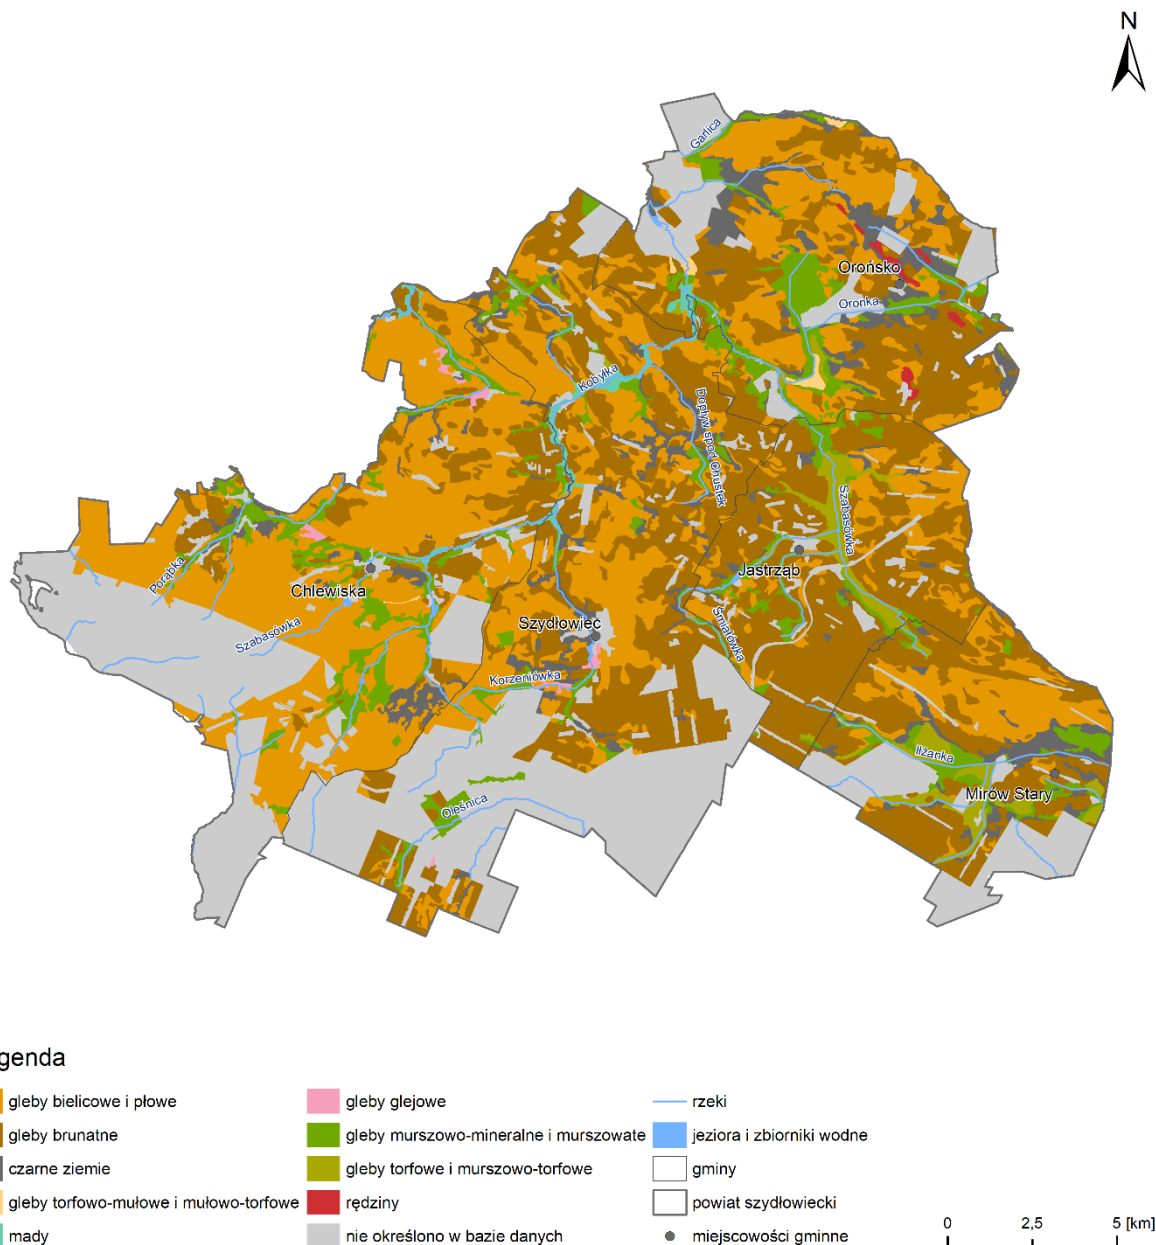 N
Garlica
Orońsko
Oronka
Kobyłka
Dopływ spod Chustek
Szabasówka
Porąbka
Chlewiska
Jastrząb
Szabasówka
Szydłowiec
Śmiałówka
Korzeniówka
Iłżanka
Mirów Stary
Oleśnica
genda
gleby bielicowe i płowe
gleby glejowe
rzeki
gleby brunatne
gleby murszowo-mineralne i murszowate
jeziora i zbiorniki wodne
czarne ziemie
gleby torfowe i murszowo-torfowe
gminy
gleby torfowo-mułowe i mułowo-torfowe
rędziny
powiat szydłowiecki
mady
nie określono w bazie danych
miejscowości gminne
0 2,5 5 [km]